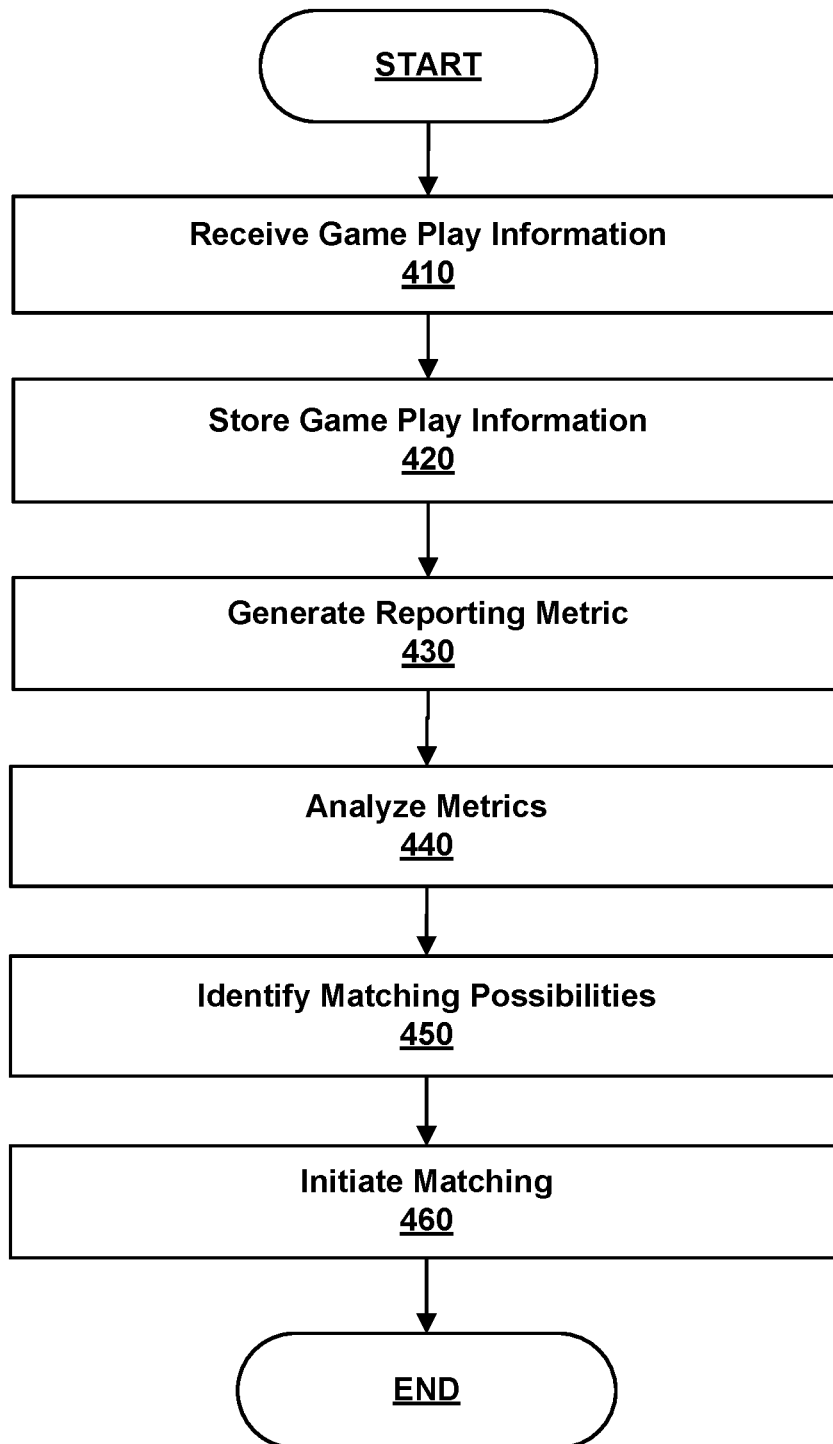 START
Receive Game Play Information
410
Store Game Play Information
420
Generate Reporting Metric
430
Analyze Metrics
440
Identify Matching Possibilities
450
Initiate Matching
460
END